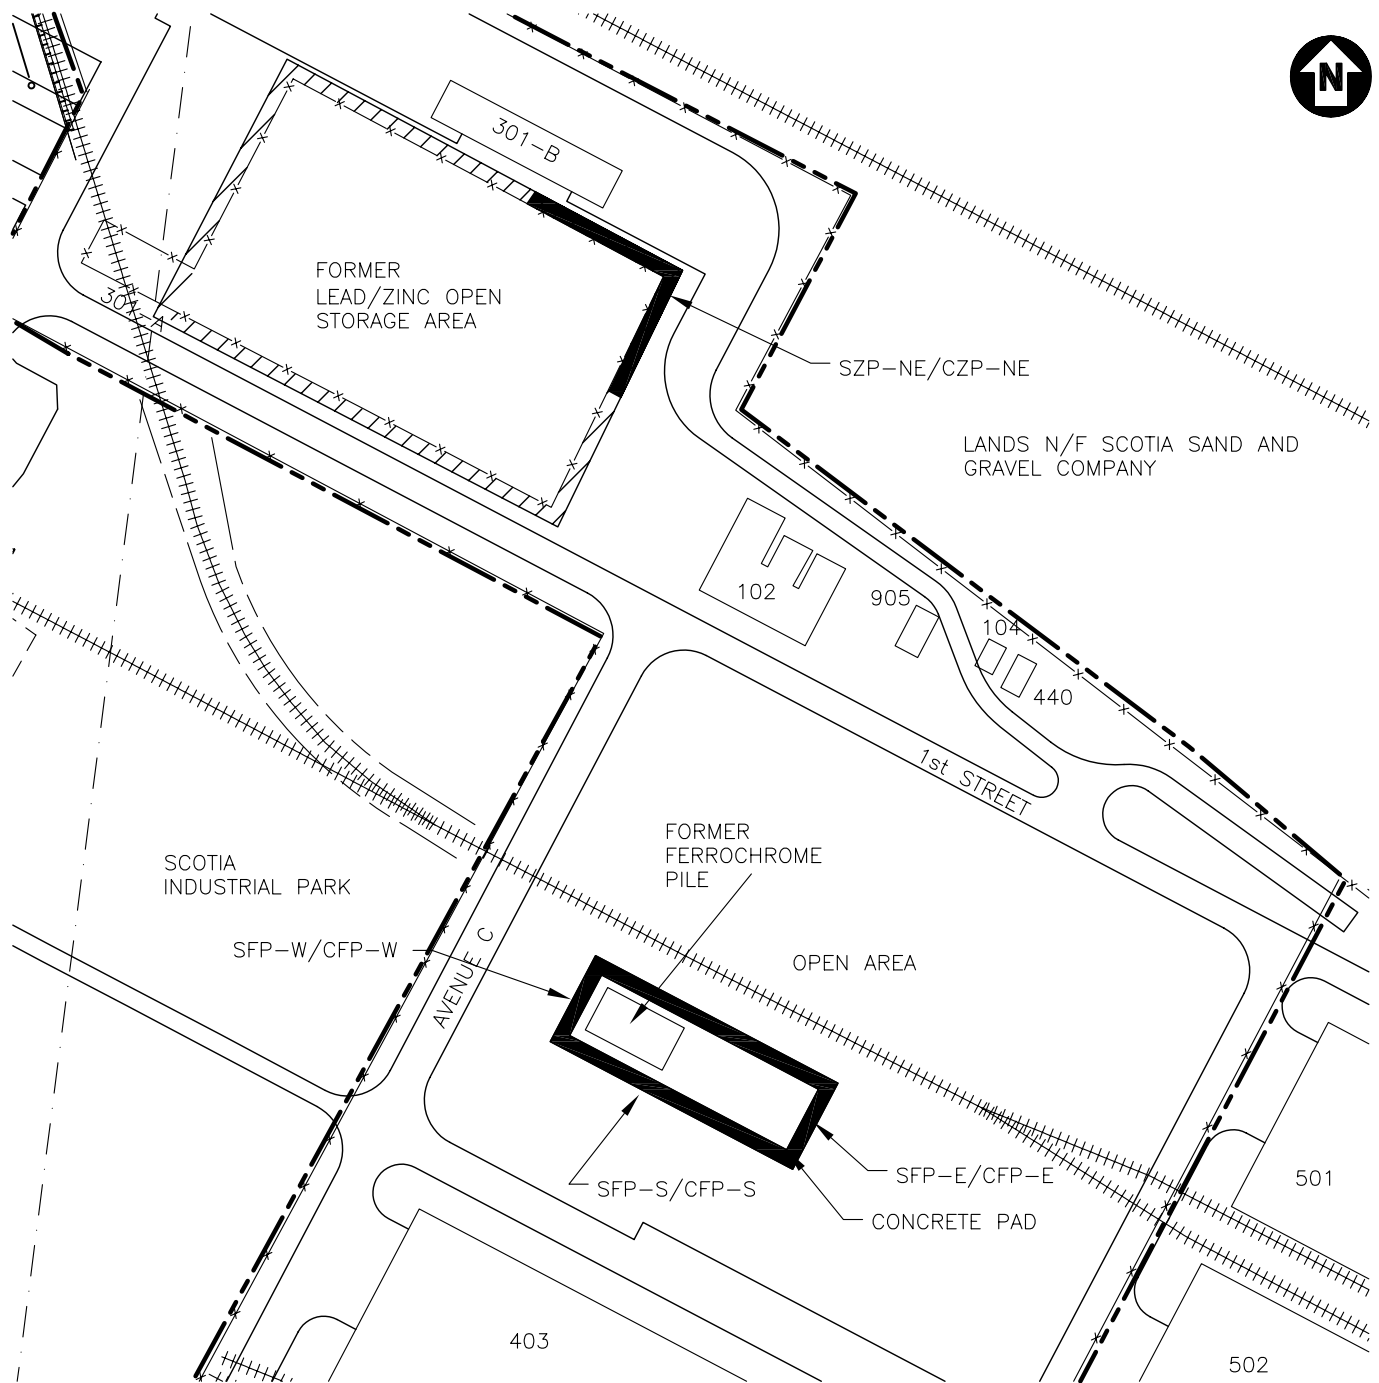 N
301-B
FORMER
LEAD/ZINC OPEN
STORAGE AREA
301-A
SZP-NE/CZP-NE
LANDS N/F SCOTIA SAND AND
GRAVEL COMPANY
102
905
104
440
1st STREET
FORMER
FERROCHROME
PILE
SCOTIA
INDUSTRIAL PARK
SFP-W/CFP-W
AVENUE C
OPEN AREA
SFP-E/CFP-E
SFP-S/CFP-S
CONCRETE PAD
501
403
502